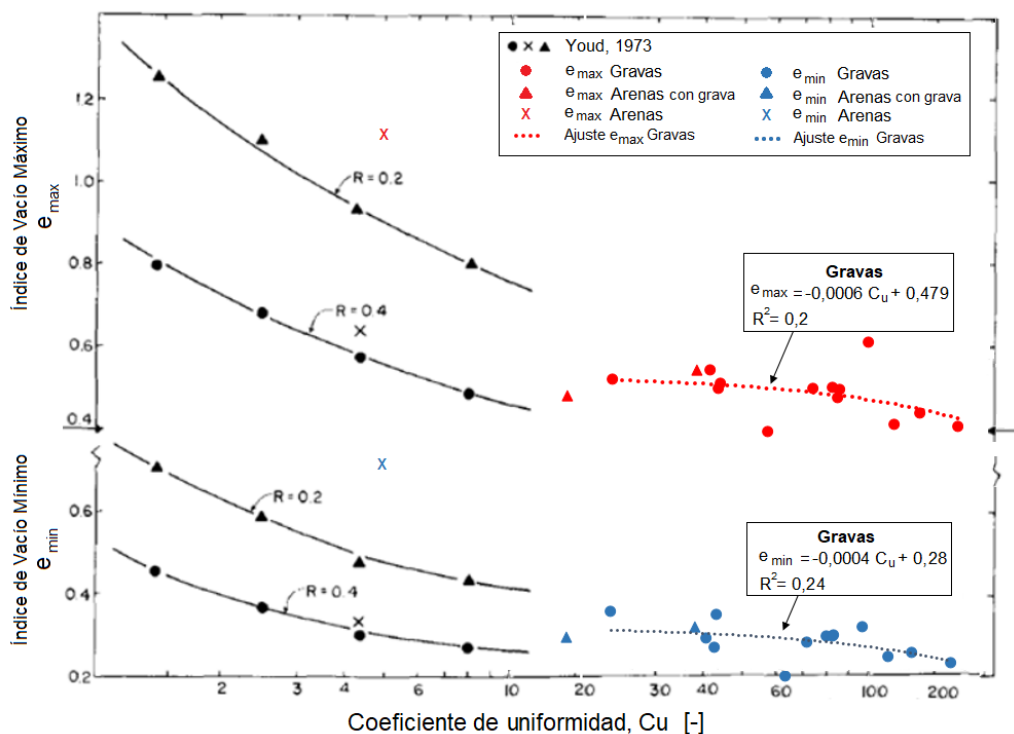 Youd, 1973
e max Gravas
e max Arenas con grava
e max Arenas
Ajuste e max Gravas
e min Gravas
e min Arenas con grava
e min Arenas
Ajuste e min Gravas
Índice de Vacío Máximo
e max
1.2
1.0
0.8
0.6
0.4
R = 0.2
R = 0.4
Gravas
e max = -0,0006 Cu + 0,479
R² = 0,2
Índice de Vacío Mínimo
e min
0.6
0.4
0.2
R = 0.2
R = 0.4
Gravas
e min = -0,0004 Cu + 0,28
R² = 0,24
2 3 4 6 8 10 20 30 40 60 100 200
Coeficiente de uniformidad, Cu [-]